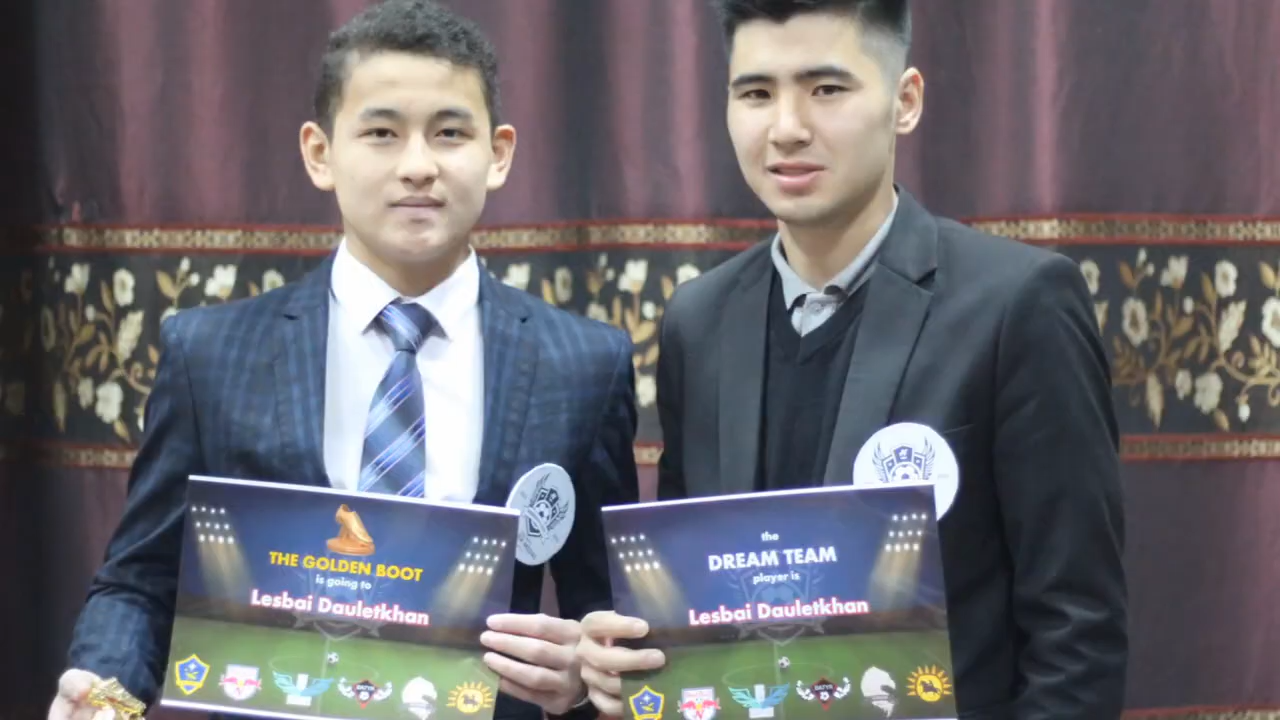 THE GOLDEN BOOT
is going to
Lesbai Dauletkhan
the
DREAM TEAM
player is
Lesbai Dauletkhan